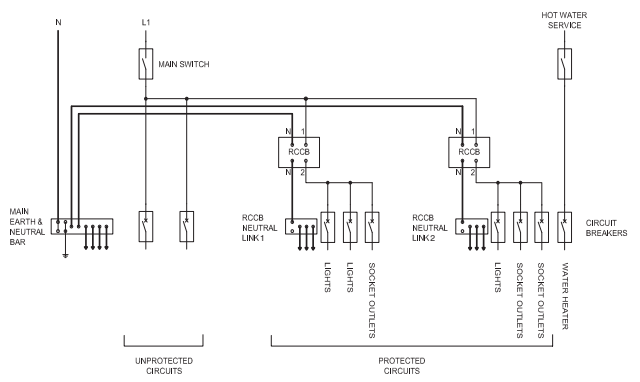 N
L1
HOT WATER
SERVICE
MAIN SWITCH
N 1
RCCB
N 2
N 1
RCCB
N 2
MAIN
EARTH &
NEUTRAL
BAR
RCCB
NEUTRAL
LINK 1
RCCB
NEUTRAL
LINK 2
CIRCUIT
BREAKERS
LIGHTS
LIGHTS
SOCKET OUTLETS
LIGHTS
SOCKET OUTLETS
SOCKET OUTLETS
WATER HEATER
UNPROTECTED
CIRCUITS
PROTECTED
CIRCUITS